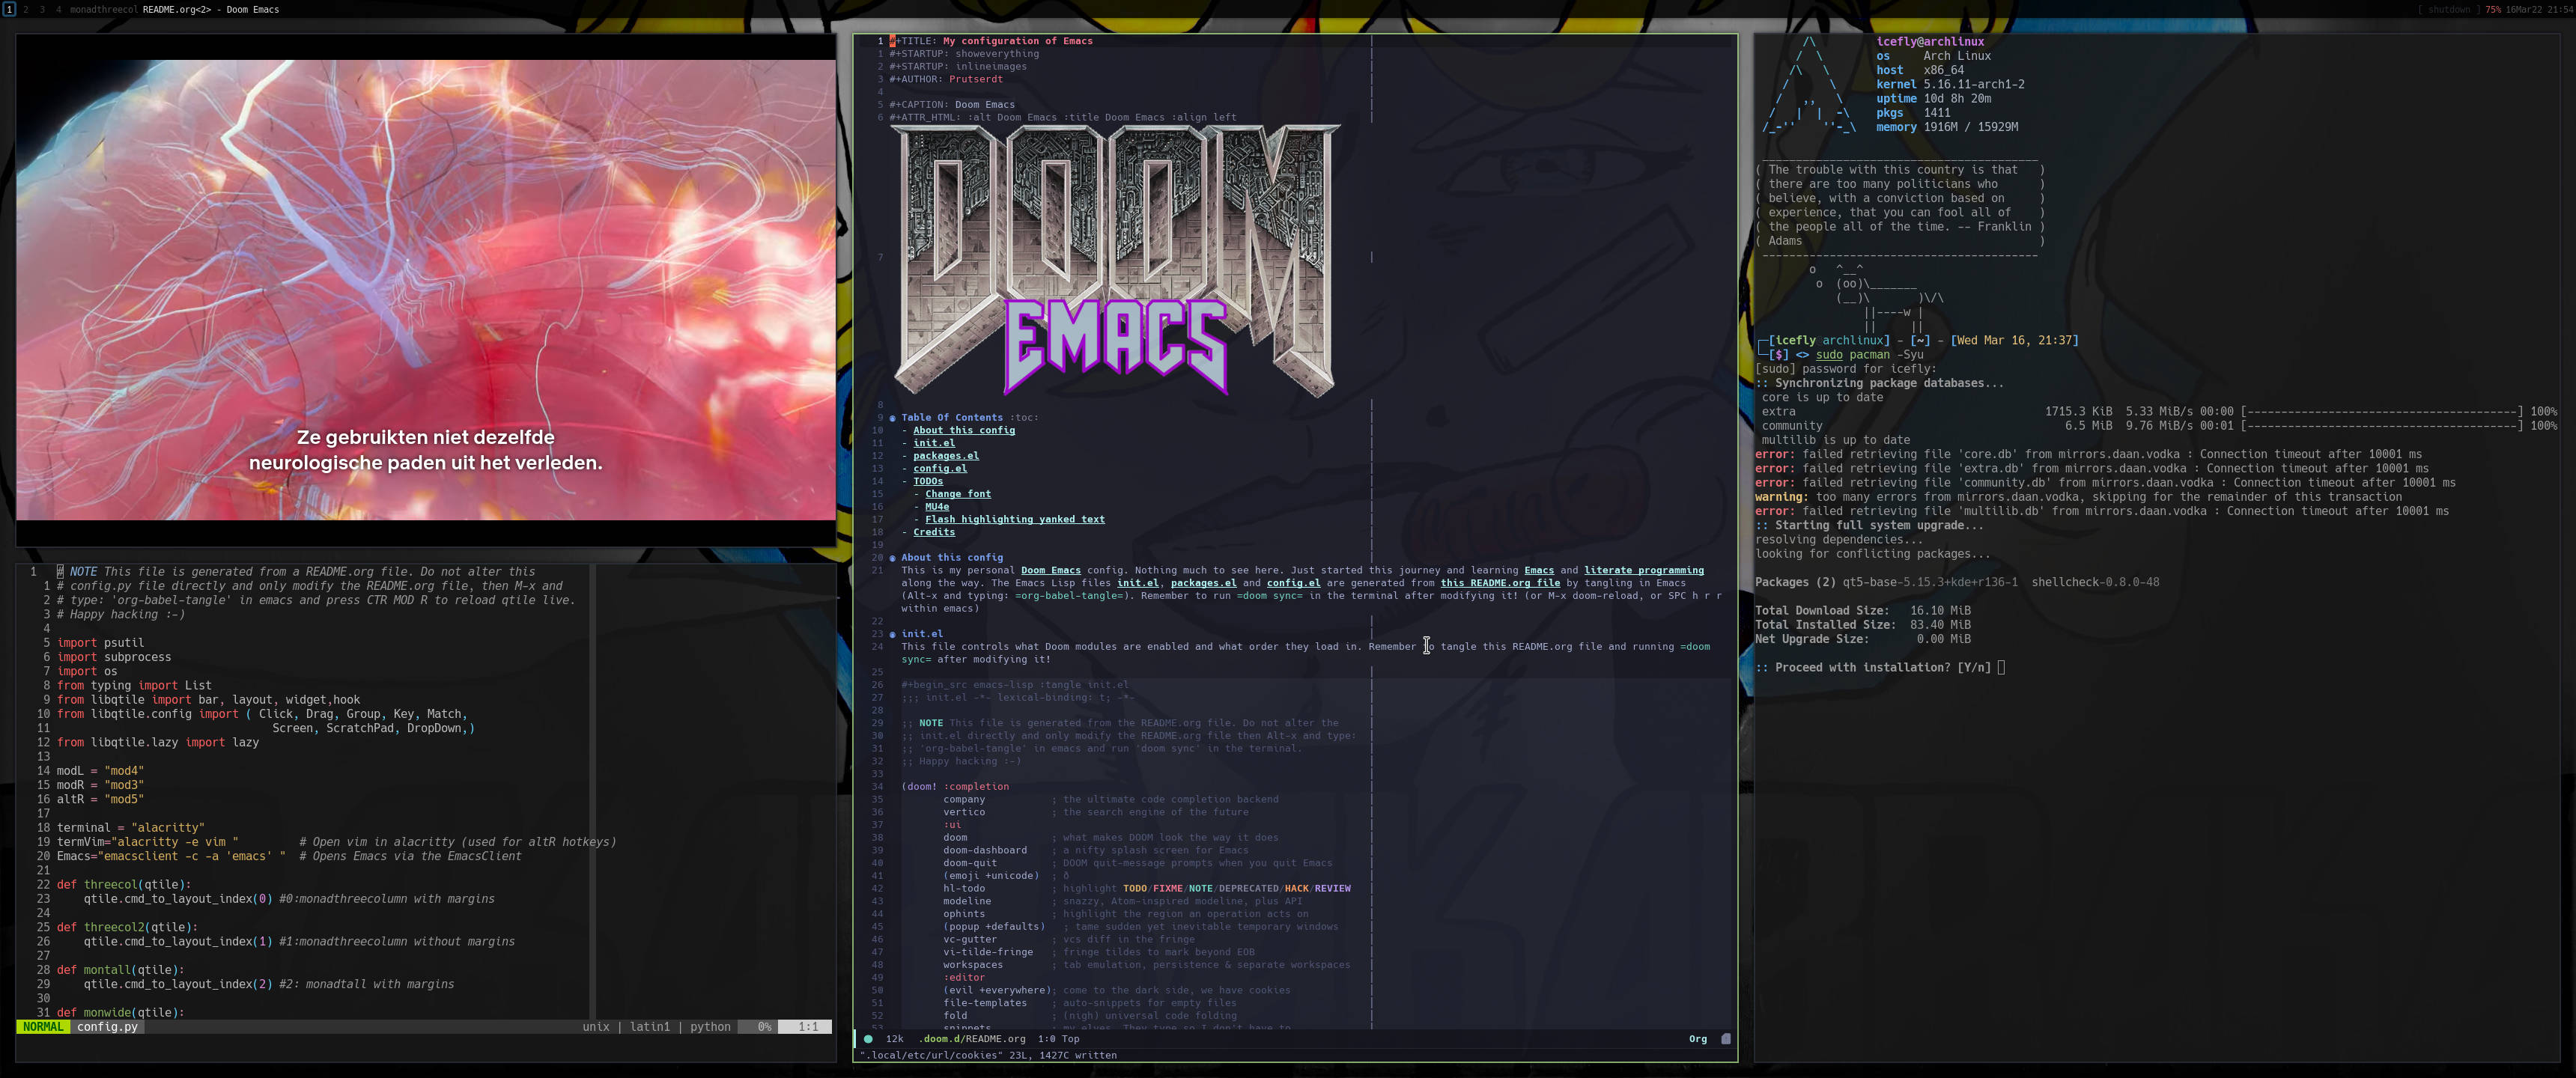 1 2 3 4 monadthreecol README.org<2> - Doom Emacs
[ shutdown ] 75% 16Mar22 21:54
Ze gebruikten niet dezelfde
neurologische paden uit het verleden.
1 # NOTE This file is generated from a README.org file. Do not alter this
1 # config.py file directly and only modify the README.org file, then M-x and
2 # type: 'org-babel-tangle' in emacs and press CTR MOD R to reload qtile live.
3 # Happy hacking :-)
4
5 import psutil
6 import subprocess
7 import os
8 from typing import List
9 from libqtile import bar, layout, widget,hook
10 from libqtile.config import ( Click, Drag, Group, Key, Match,
11 Screen, ScratchPad, DropDown,)
12 from libqtile.lazy import lazy
13
14 modL = "mod4"
15 modR = "mod3"
16 altR = "mod5"
17
18 terminal = "alacritty"
19 termVim="alacritty -e vim " # Open vim in alacritty (used for altR hotkeys)
20 Emacs="emacsclient -c -a 'emacs' " # Opens Emacs via the EmacsClient
21
22 def threecol(qtile):
23 qtile.cmd_to_layout_index(0) #0:monadthreecolumn with margins
24
25 def threecol2(qtile):
26 qtile.cmd_to_layout_index(1) #1:monadthreecolumn without margins
27
28 def montall(qtile):
29 qtile.cmd_to_layout_index(2) #2: monadtall with margins
30
31 def monwide(qtile):
NORMAL config.py unix | latin1 | python 0% 1:1
1 #+TITLE: My configuration of Emacs
1 #+STARTUP: showeverything
2 #+STARTUP: inlineimages
3 #+AUTHOR: Prutserdt
4
5 #+CAPTION: Doom Emacs
6 #+ATTR_HTML: :alt Doom Emacs :title Doom Emacs :align left
DOOM
EMACS
7
8
9 Table Of Contents :toc:
10 - About this config
11 - init.el
12 - packages.el
13 - config.el
14 - TODOs
15 - Change font
16 - MU4e
17 - Flash highlighting yanked text
18 - Credits
19
20 About this config
21 This is my personal Doom Emacs config. Nothing much to see here. Just started this journey and learning Emacs and literate programming
along the way. The Emacs Lisp files init.el, packages.el and config.el are generated from this README.org file by tangling in Emacs
(Alt-x and typing: =org-babel-tangle=). Remember to run =doom sync= in the terminal after modifying it! (or M-x doom-reload, or SPC h r r
within emacs)
22
23 init.el
24 This file controls what Doom modules are enabled and what order they load in. Remember to tangle this README.org file and running =doom
sync= after modifying it!
25
26 #+begin_src emacs-lisp :tangle init.el
27 ;;; init.el -*- lexical-binding: t; -*-
28
29 ;; NOTE This file is generated from the README.org file. Do not alter the
30 ;; init.el directly and only modify the README.org file then Alt-x and type:
31 ;; 'org-babel-tangle' in emacs and run 'doom sync' in the terminal.
32 ;; Happy hacking :-)
33
34 (doom! :completion
35 company ; the ultimate code completion backend
36 vertico ; the search engine of the future
37 :ui
38 doom ; what makes DOOM look the way it does
39 doom-dashboard ; a nifty splash screen for Emacs
40 doom-quit ; DOOM quit-message prompts when you quit Emacs
41 (emoji +unicode) ; ð
42 hl-todo ; highlight TODO/FIXME/NOTE/DEPRECATED/HACK/REVIEW
43 modeline ; snazzy, Atom-inspired modeline, plus API
44 ophints ; highlight the region an operation acts on
45 (popup +defaults) ; tame sudden yet inevitable temporary windows
46 vc-gutter ; vcs diff in the fringe
47 vi-tilde-fringe ; fringe tildes to mark beyond EOB
48 workspaces ; tab emulation, persistence & separate workspaces
49 :editor
50 (evil +everywhere); come to the dark side, we have cookies
51 file-templates ; auto-snippets for empty files
52 fold ; (nigh) universal code folding
53 snippets ; my elves. They type so I don't have to
12k .doom.d/README.org 1:0 Top Org
".local/etc/url/cookies" 23L, 1427C written
icefly@archlinux
os Arch Linux
host x86_64
kernel 5.16.11-arch1-2
uptime 10d 8h 20m
pkgs 1411
memory 1916M / 15929M
( The trouble with this country is that )
( there are too many politicians who )
( believe, with a conviction based on )
( experience, that you can fool all of )
( the people all of the time. -- Franklin )
( Adams )
o ^__^
o (oo)\_______
(__)\ )\/\
||----w |
|| ||
[icefly archlinux] - [~] - [Wed Mar 16, 21:37]
[$] <> sudo pacman -Syu
[sudo] password for icefly:
:: Synchronizing package databases...
core is up to date
extra 1715.3 KiB 5.33 MiB/s 00:00 [---------------------------------------] 100%
community 6.5 MiB 9.76 MiB/s 00:01 [---------------------------------------] 100%
multilib is up to date
error: failed retrieving file 'core.db' from mirrors.daan.vodka : Connection timeout after 10001 ms
error: failed retrieving file 'extra.db' from mirrors.daan.vodka : Connection timeout after 10001 ms
error: failed retrieving file 'community.db' from mirrors.daan.vodka : Connection timeout after 10001 ms
warning: too many errors from mirrors.daan.vodka, skipping for the remainder of this transaction
error: failed retrieving file 'multilib.db' from mirrors.daan.vodka : Connection timeout after 10001 ms
:: Starting full system upgrade...
resolving dependencies...
looking for conflicting packages...
Packages (2) qt5-base-5.15.3+kde+r136-1 shellcheck-0.8.0-48
Total Download Size: 16.10 MiB
Total Installed Size: 83.40 MiB
Net Upgrade Size: 0.00 MiB
:: Proceed with installation? [Y/n]